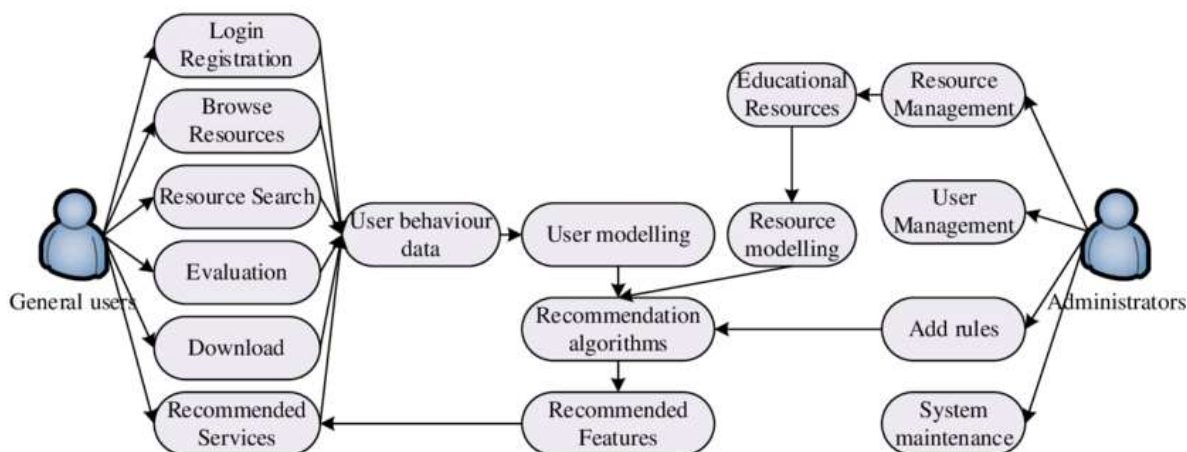 Login
Registration
Browse
Resources
Resource Search
Evaluation
Download
Recommended
Services
General users
User behaviour
data
User modelling
Recommendation
algorithms
Recommended
Features
Educational
Resources
Resource
modelling
Resource
Management
User
Management
Add rules
System
maintenance
Administrators